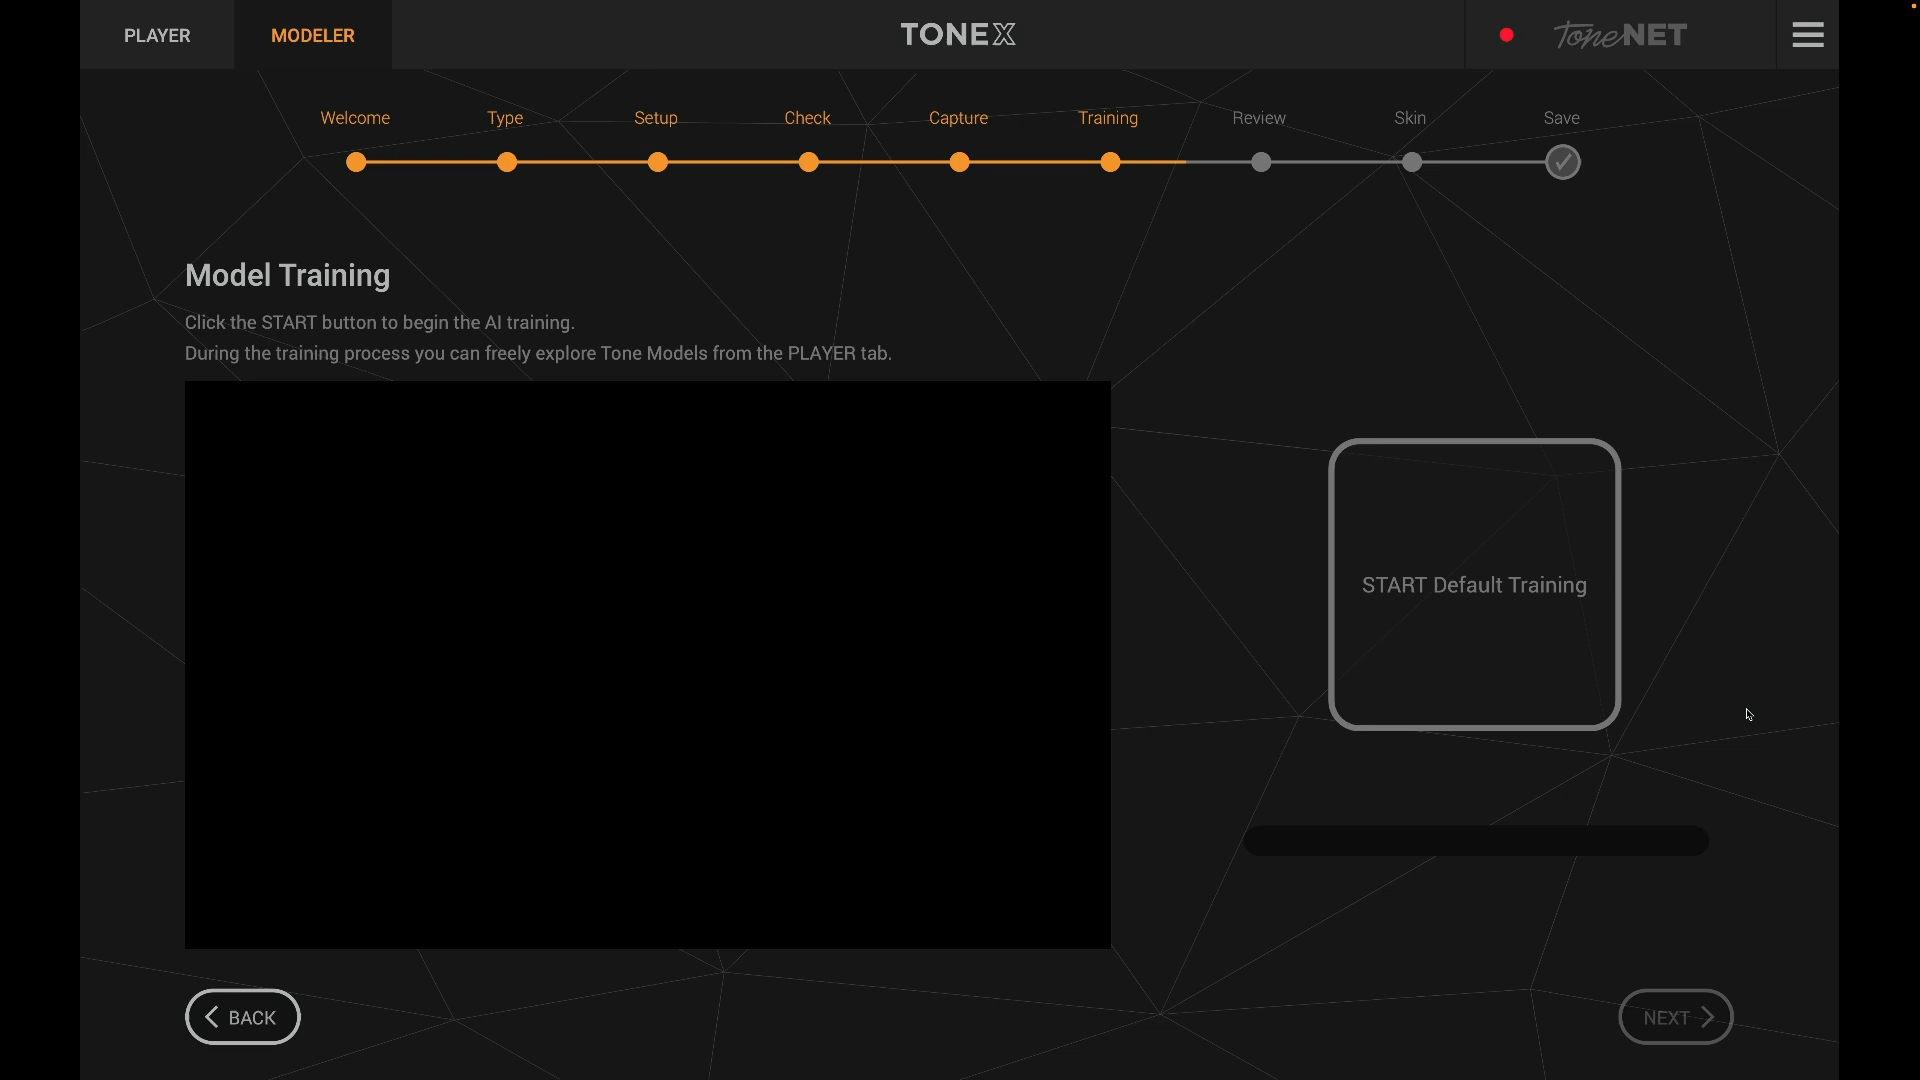 PLAYER
MODELER
TONEX
ToneNET
Welcome
Type
Setup
Check
Capture
Training
Review
Skin
Save
Model Training
Click the START button to begin the AI training.
During the training process you can freely explore Tone Models from the PLAYER tab.
START Default Training
BACK
NEXT